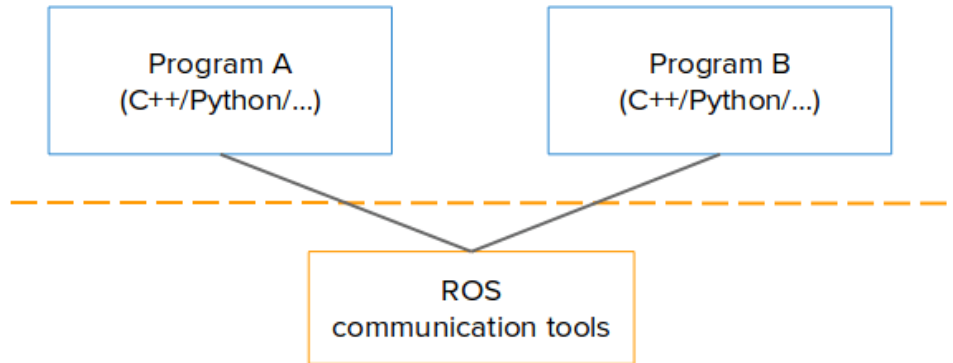 Program A
(C++/Python/...)
Program B
(C++/Python/...)
ROS
communication tools